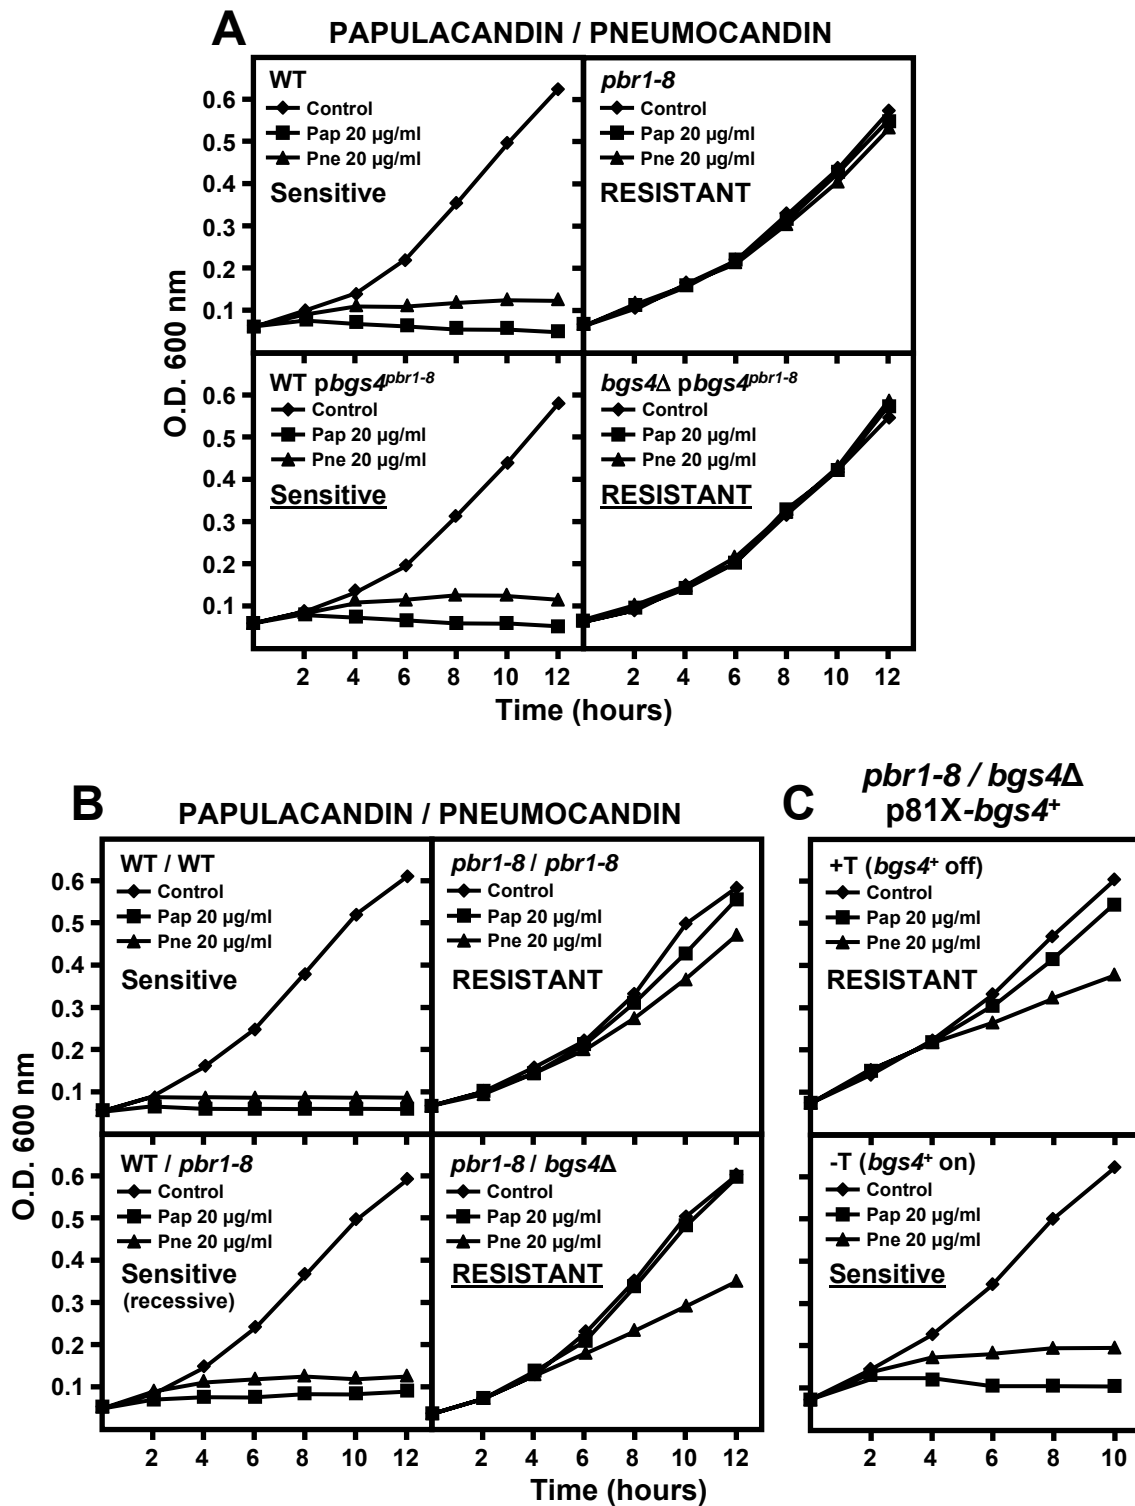 A PAPULACANDIN / PNEUMOCANDIN
WT
Control
Pap 20 µg/ml
Pne 20 µg/ml
Sensitive
0.6
0.5
0.4
0.3
0.2
0.1
pbr1-8
Control
Pap 20 µg/ml
Pne 20 µg/ml
RESISTANT
O.D. 600 nm
WT pbgs4pbr1-8
Control
Pap 20 µg/ml
Pne 20 µg/ml
Sensitive
0.6
0.5
0.4
0.3
0.2
0.1
bgs4Δ pbgs4pbr1-8
Control
Pap 20 µg/ml
Pne 20 µg/ml
RESISTANT
2 4 6 8 10 12 2 4 6 8 10 12
Time (hours)
B PAPULACANDIN / PNEUMOCANDIN
WT / WT
Control
Pap 20 µg/ml
Pne 20 µg/ml
Sensitive
0.6
0.5
0.4
0.3
0.2
0.1
pbr1-8 / pbr1-8
Control
Pap 20 µg/ml
Pne 20 µg/ml
RESISTANT
O.D. 600 nm
WT / pbr1-8
Control
Pap 20 µg/ml
Pne 20 µg/ml
Sensitive
(recessive)
0.6
0.5
0.4
0.3
0.2
0.1
pbr1-8 / bgs4Δ
Control
Pap 20 µg/ml
Pne 20 µg/ml
RESISTANT
2 4 6 8 10 12 2 4 6 8 10 12
Time (hours)
C pbr1-8 / bgs4Δ
p81X-bgs4+
+T (bgs4+ off)
Control
Pap 20 µg/ml
Pne 20 µg/ml
RESISTANT
-T (bgs4+ on)
Control
Pap 20 µg/ml
Pne 20 µg/ml
Sensitive
2 4 6 8 10